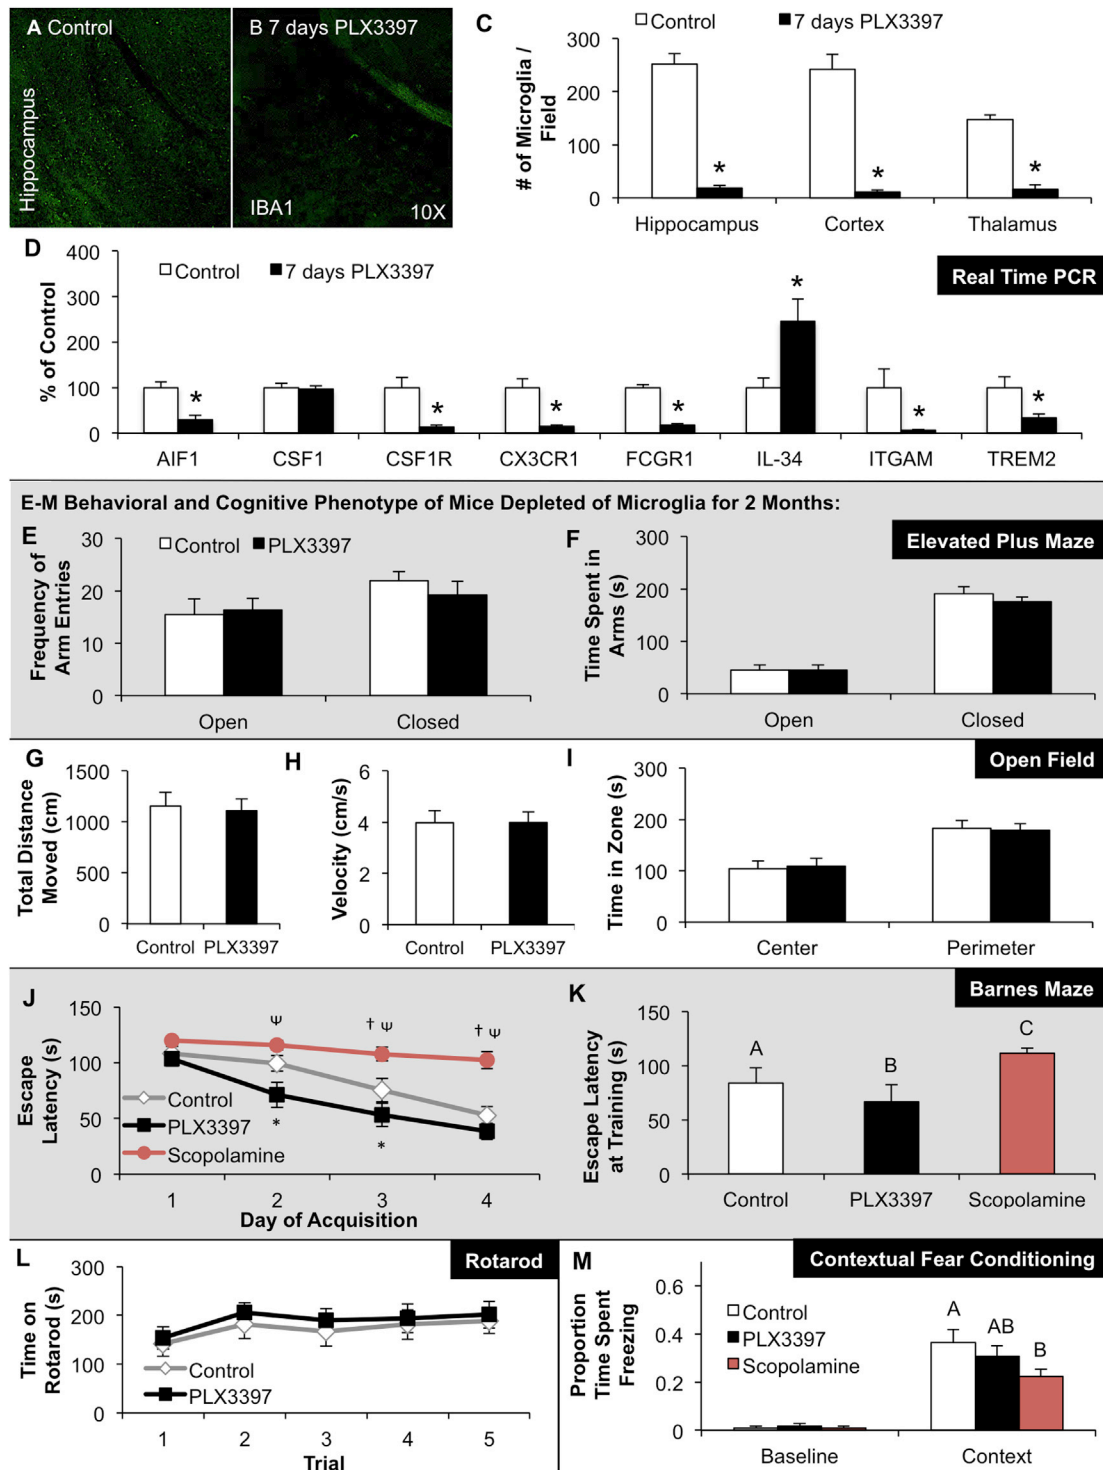 A Control
B 7 days PLX3397
Hippocampus
IBA1
10X
C
Control
7 days PLX3397
# of Microglia /
Field
300
200
100
0
Hippocampus
Cortex
Thalamus
*
*
*
D
Control
7 days PLX3397
Real Time PCR
% of Control
400
300
200
100
0
*
*
*
*
*
*
*
AIF1
CSF1
CSF1R
CX3CR1
FCGR1
IL-34
ITGAM
TREM2
E-M Behavioral and Cognitive Phenotype of Mice Depleted of Microglia for 2 Months:
E
Control
PLX3397
Frequency of
Arm Entries
30
20
10
0
Open
Closed
F
Elevated Plus Maze
Time Spent in
Arms (s)
300
200
100
0
Open
Closed
G
Total Distance
Moved (cm)
1500
1000
500
0
Control
PLX3397
H
Velocity (cm/s)
6
4
2
0
Control
PLX3397
I
Open Field
Time in Zone (s)
300
200
100
0
Center
Perimeter
J
Escape
Latency (s)
150
100
50
0
ψ
† ψ
† ψ
*
*
Control
PLX3397
Scopolamine
1
2
3
4
Day of Acquisition
K
Barnes Maze
Escape Latency
at Training (s)
150
100
50
0
A
B
C
Control
PLX3397
Scopolamine
L
Rotarod
Time on
Rotarod (s)
300
200
100
0
Control
PLX3397
1
2
3
4
5
Trial
M
Contextual Fear Conditioning
Proportion
Time Spent
Freezing
0.6
0.4
0.2
0
Control
PLX3397
Scopolamine
A
AB
B
Baseline
Context